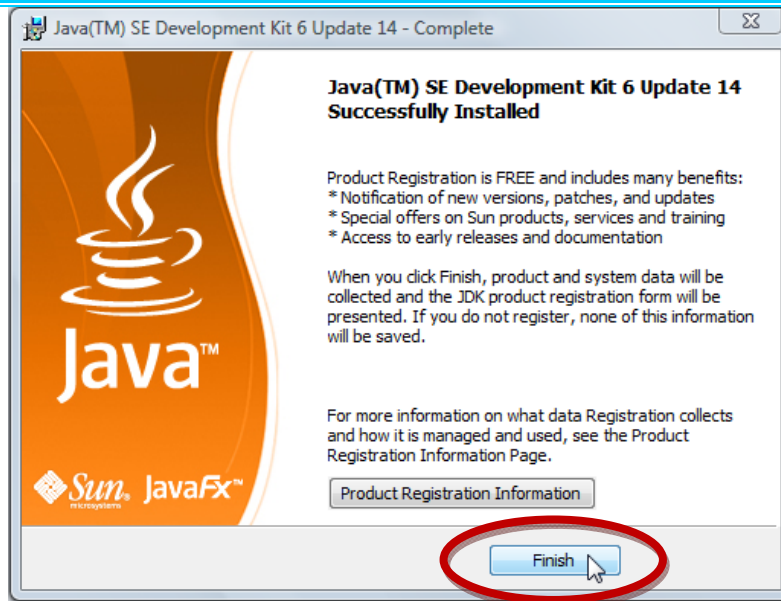 Java(TM) SE Development Kit 6 Update 14 - Complete
Java(TM) SE Development Kit 6 Update 14
Successfully Installed
Product Registration is FREE and includes many benefits:
* Notification of new versions, patches, and updates
* Special offers on Sun products, services and training
* Access to early releases and documentation
When you click Finish, product and system data will be
collected and the JDK product registration form will be
presented. If you do not register, none of this information
will be saved.
Java™
For more information on what data Registration collects
and how it is managed and used, see the Product
Registration Information Page.
Sun® JavaFX™
microsystems
Product Registration Information
Finish